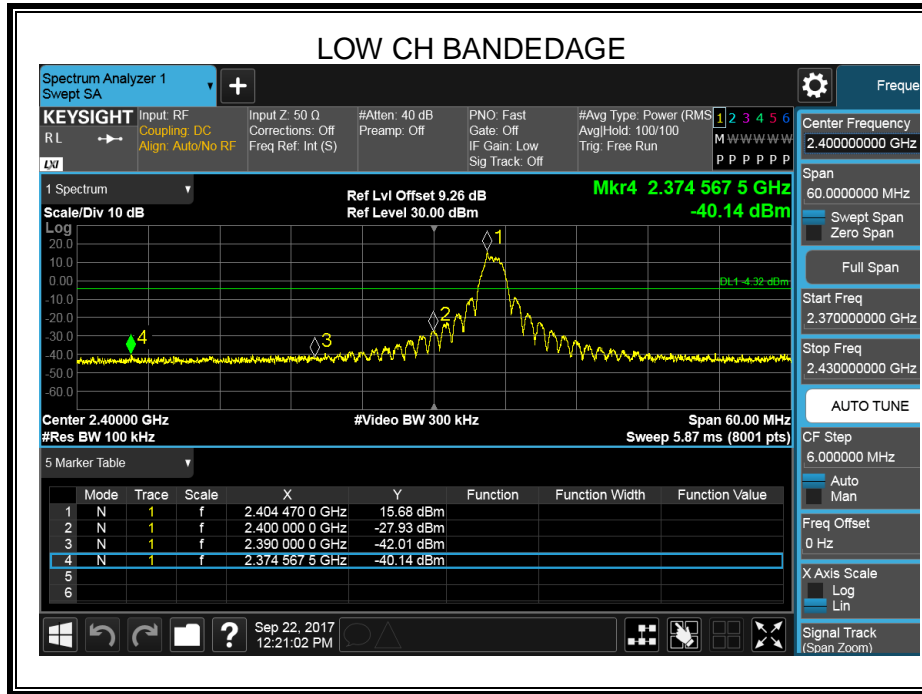 LOW CH BANDEDAGE
Spectrum Analyzer 1
Swept SA
+
Freque
KEYSIGHT
R L
LXI
Input: RF
Coupling: DC
Align: Auto/No RF
Input Z: 50 Ω
Corrections: Off
Freq Ref: Int (S)
#Atten: 40 dB
Preamp: Off
PNO: Fast
Gate: Off
IF Gain: Low
Sig Track: Off
#Avg Type: Power (RMS
Avg|Hold: 100/100
Trig: Free Run
1 2 3 4 5 6
M W W W W W
P P P P P P
1 Spectrum
Scale/Div 10 dB
Ref Lvl Offset 9.26 dB
Ref Level 30.00 dBm
Mkr4 2.374 567 5 GHz
-40.14 dBm
Log
20.0
10.0
0.00
-10.0
-20.0
-30.0
-40.0
-50.0
-60.0
1
2
3
4
DL1 -4.32 dBm
Center 2.40000 GHz
#Video BW 300 kHz
Span 60.00 MHz
#Res BW 100 kHz
Sweep 5.87 ms (8001 pts)
5 Marker Table
Mode Trace Scale X Y Function Function Width Function Value
1 N 1 f 2.404 470 0 GHz 15.68 dBm
2 N 1 f 2.400 000 0 GHz -27.93 dBm
3 N 1 f 2.390 000 0 GHz -42.01 dBm
4 N 1 f 2.374 567 5 GHz -40.14 dBm
5
6
?
Sep 22, 2017
12:21:02 PM
Center Frequency
2.400000000 GHz
Span
60.0000000 MHz
Swept Span
Zero Span
Full Span
Start Freq
2.370000000 GHz
Stop Freq
2.430000000 GHz
AUTO TUNE
CF Step
6.000000 MHz
Auto
Man
Freq Offset
0 Hz
X Axis Scale
Log
Lin
Signal Track
(Span Zoom)